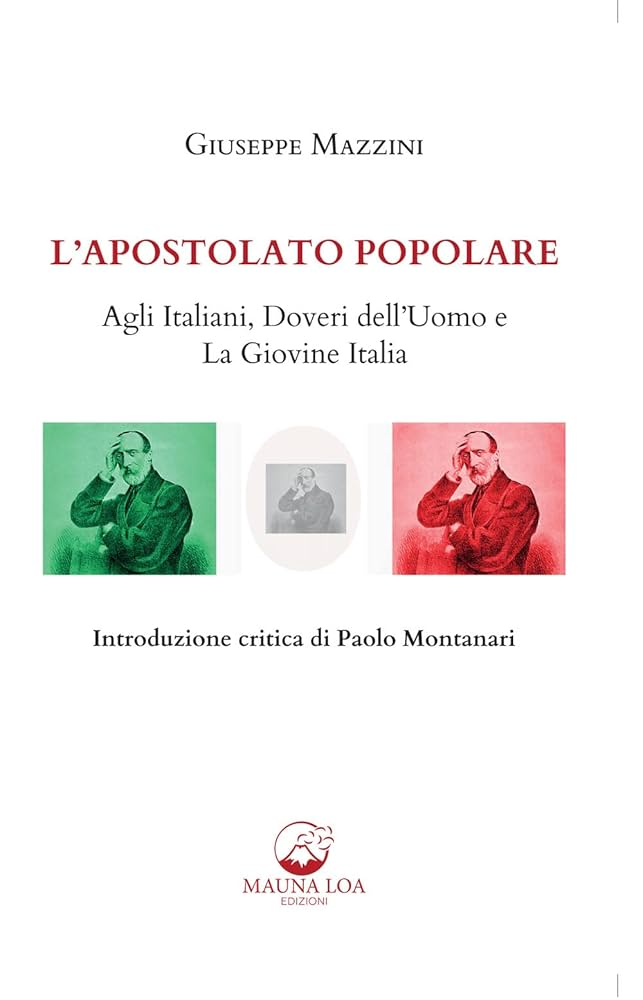 Giuseppe Mazzini
L'APOSTOLATO POPOLARE
Agli Italiani, Doveri dell'Uomo e
La Giovine Italia
Introduzione critica di Paolo Montanari
MAUNA LOA
EDIZIONI